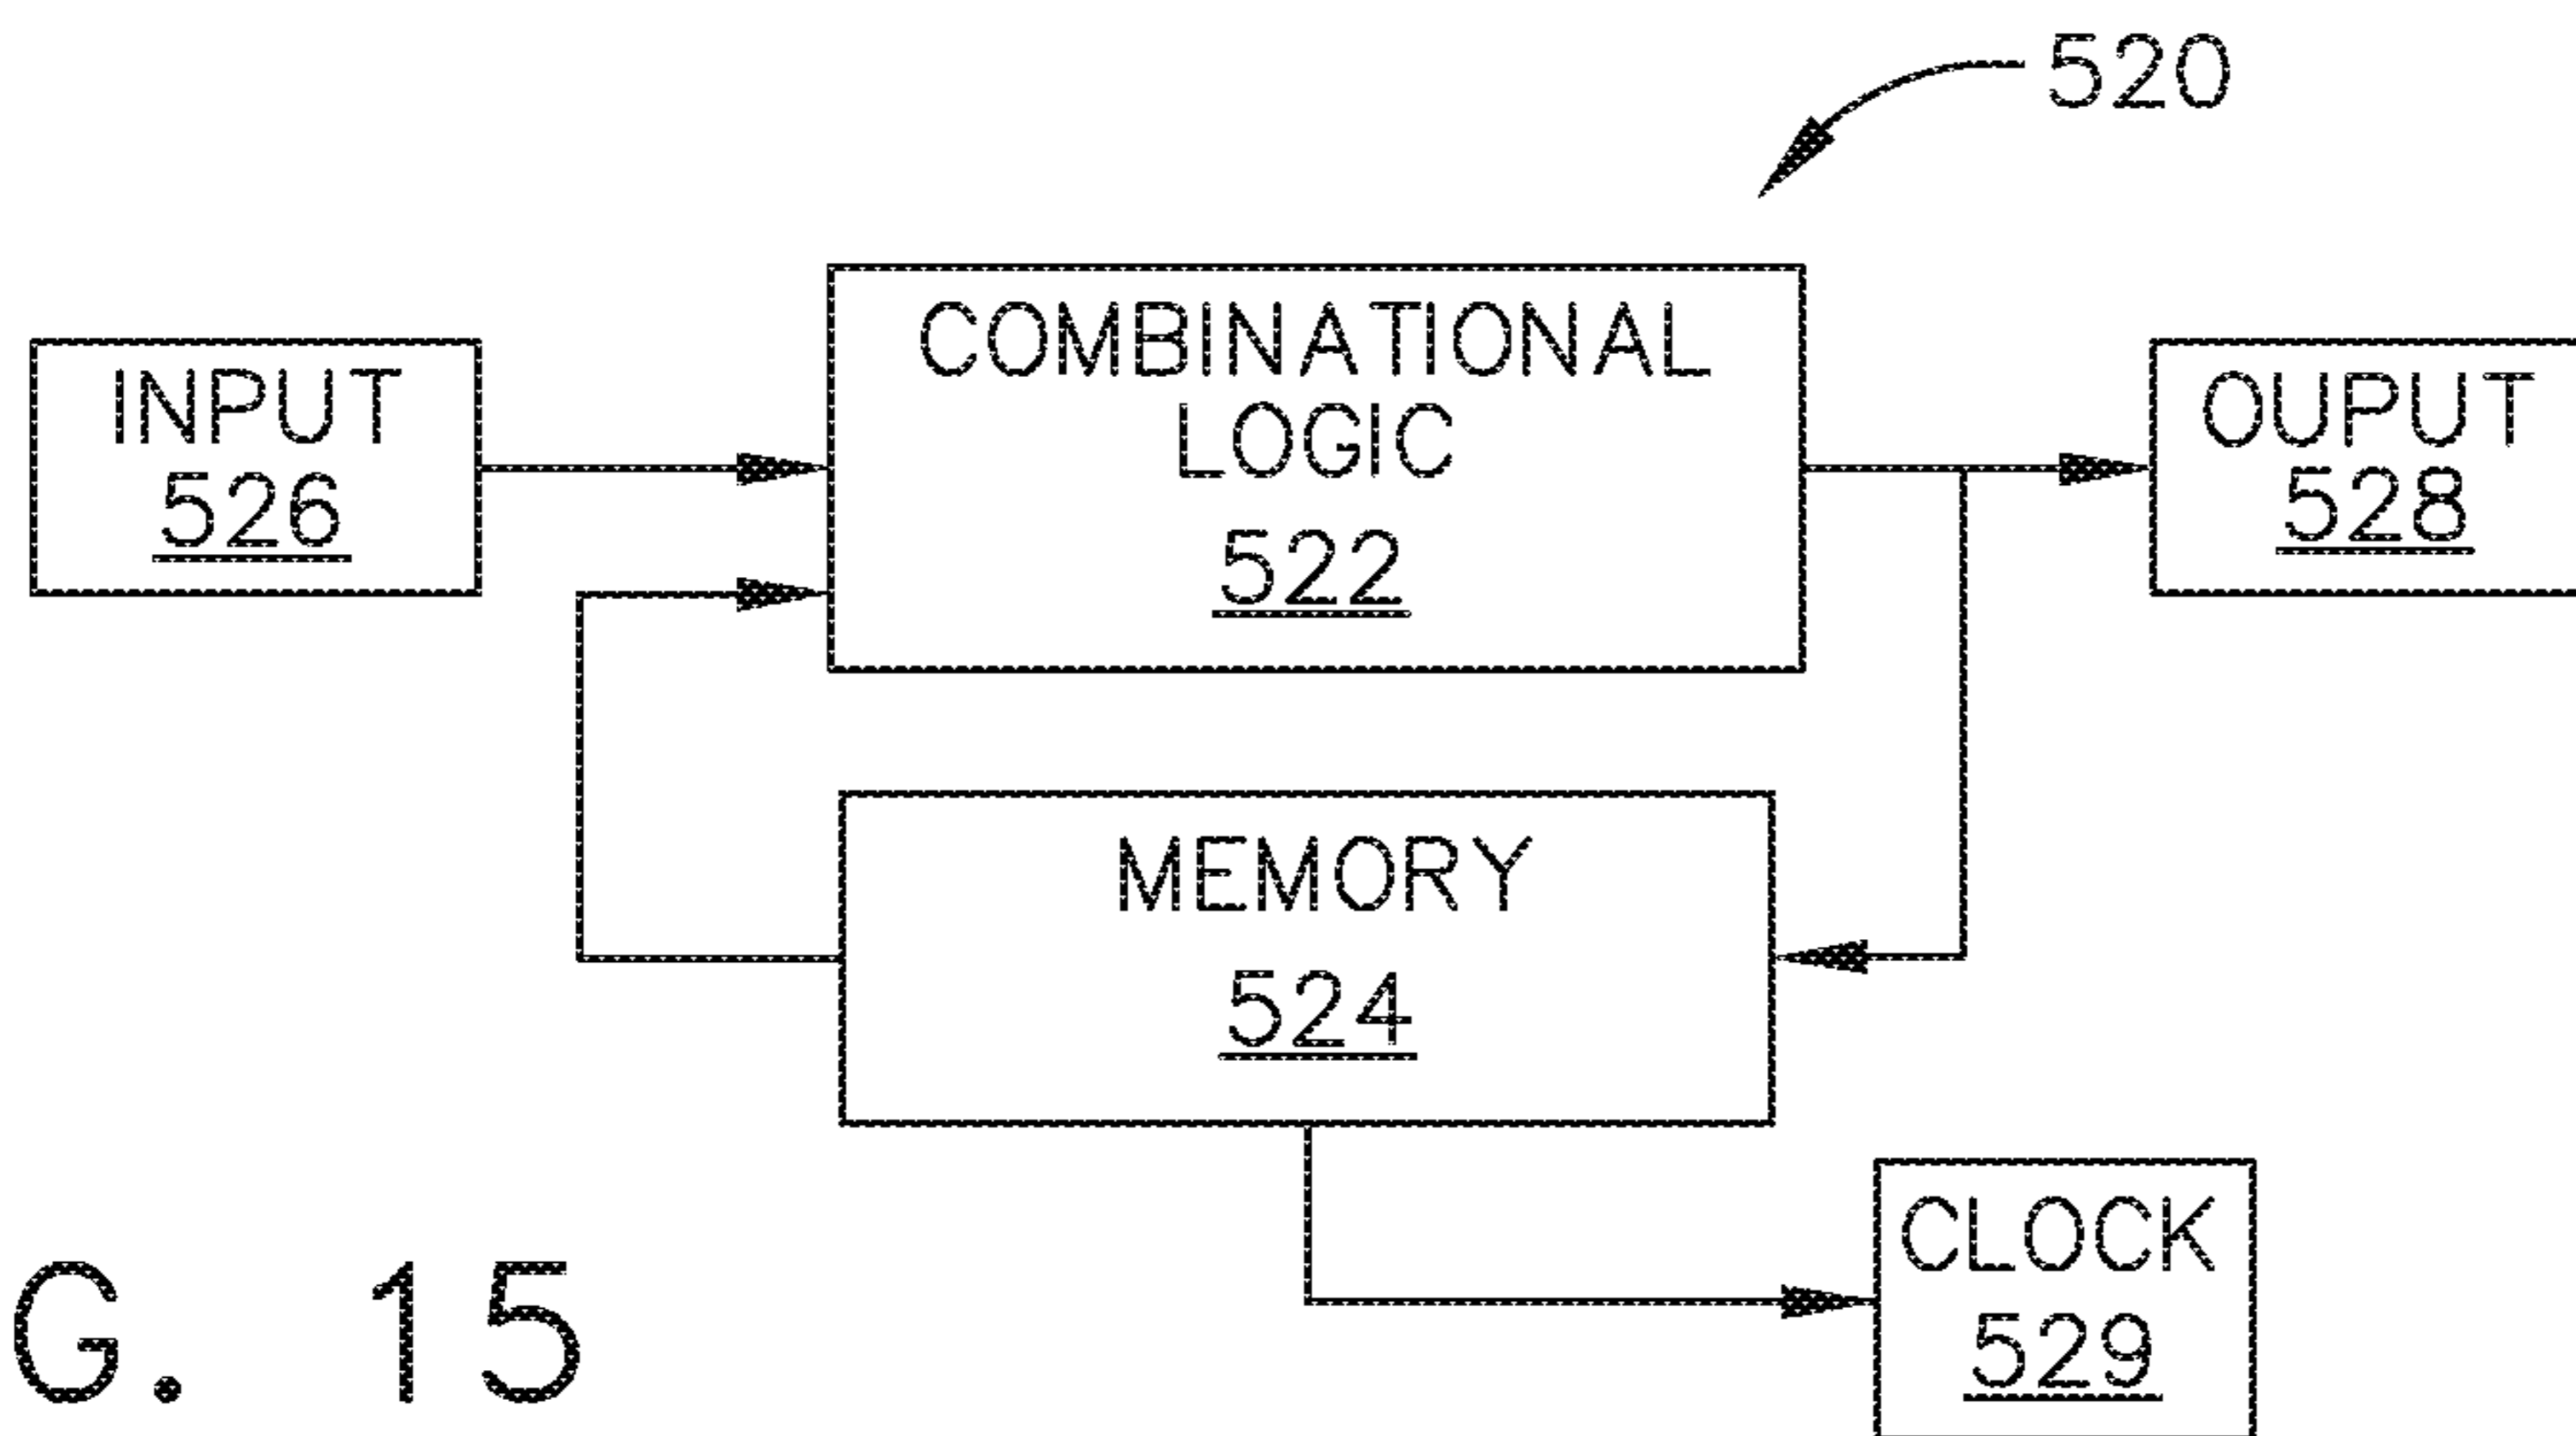 520
COMBINATIONAL
LOGIC
522
INPUT
526
OUPUT
528
MEMORY
524
CLOCK
529
G. 15